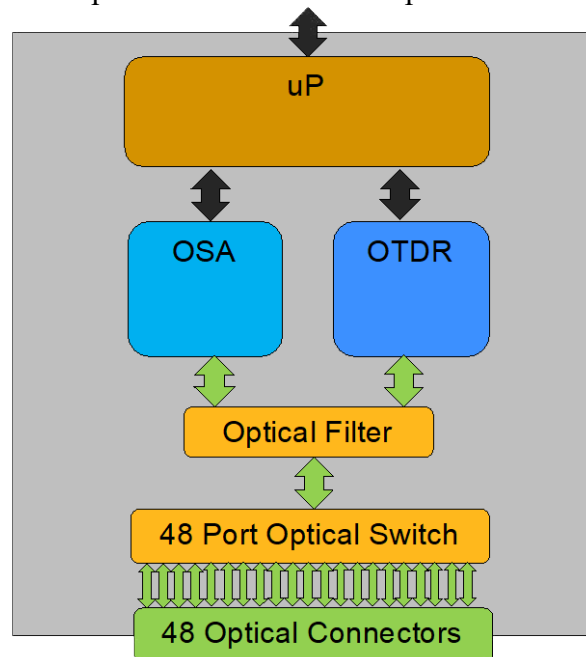 uP
OSA
OTDR
Optical Filter
48 Port Optical Switch
48 Optical Connectors